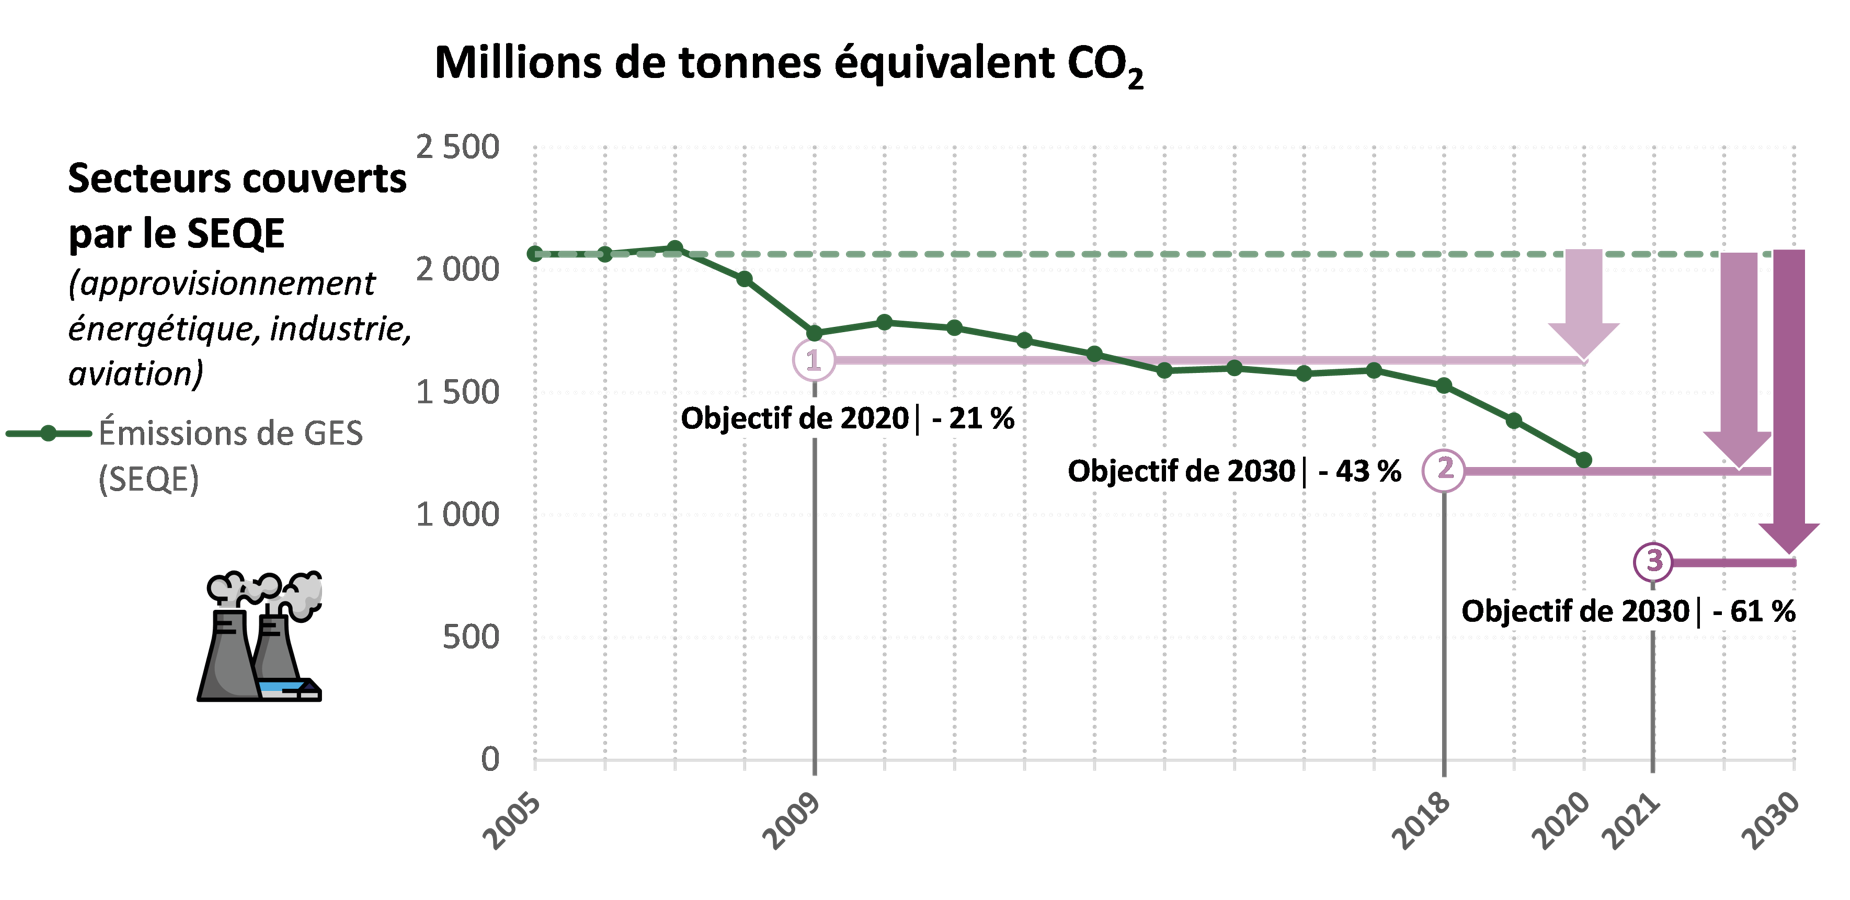 Millions de tonnes équivalent CO₂
Secteurs couverts
par le SEQE
(approvisionnement
énergétique, industrie,
aviation)
Émissions de GES
(SEQE)
2 500
2 000
1 500
1 000
500
0
1
Objectif de 2020| - 21 %
Objectif de 2030| - 43 %
2
3
Objectif de 2030| - 61 %
2005
2009
2018
2020
2021
2030